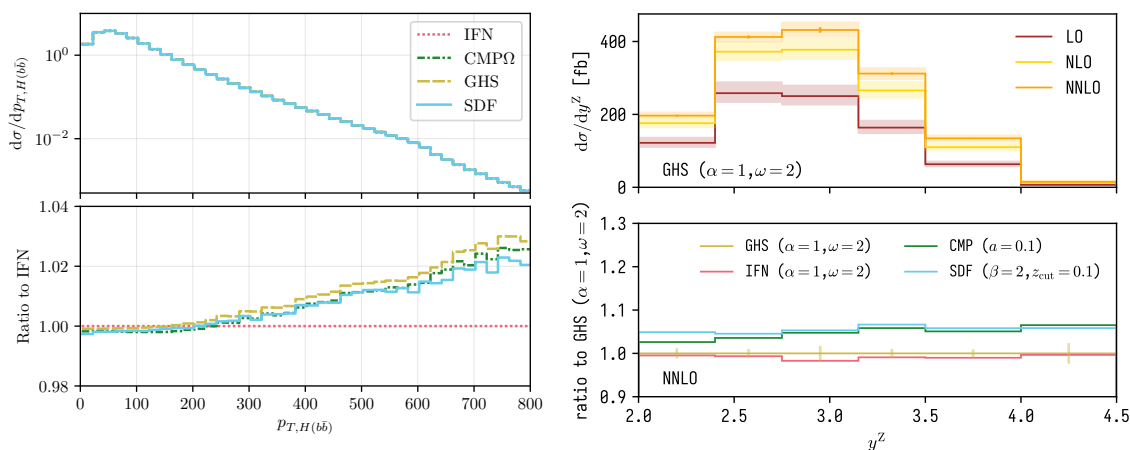 dσ/dp_{T,H(bb̄)}
10⁰
10⁻²
IFN
CMPΩ
GHS
SDF
Ratio to IFN
1.04
1.02
1.00
0.98
0 100 200 300 400 500 600 700 800
p_{T,H(bb̄)}
dσ/dy^Z [fb]
400
200
0
LO
NLO
NNLO
GHS (α=1,ω=2)
ratio to GHS (α=1,ω=2)
1.3
1.2
1.1
1.0
0.9
GHS (α=1,ω=2)
IFN (α=1,ω=2)
CMP (a=0.1)
SDF (β=2,z_cut=0.1)
NNLO
2.0 2.5 3.0 3.5 4.0 4.5
y^Z